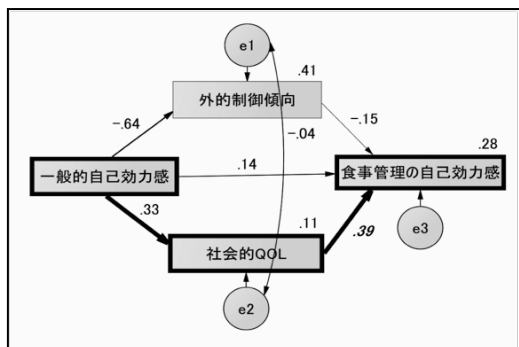 e1
.41
外的制御傾向
-.64
-.04
-.15
.28
一般的自己効力感
.14
食事管理の自己効力感
.33
.11
.39
e3
社会的QOL
e2